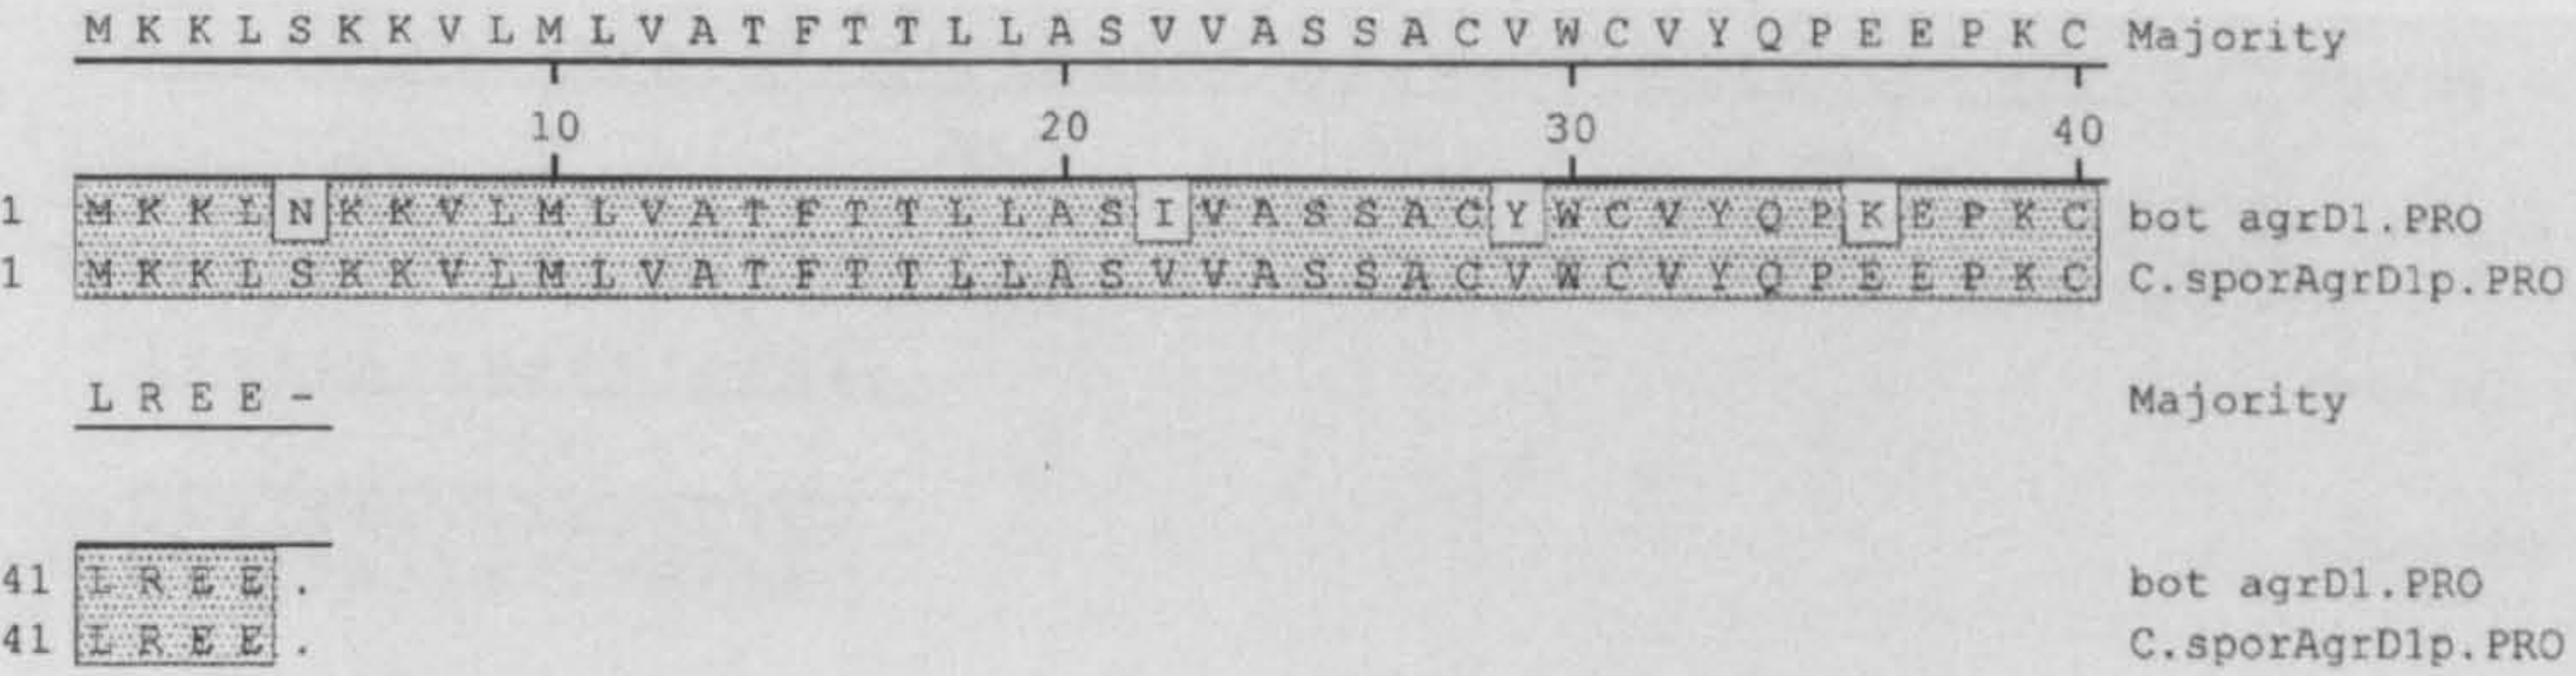 M K K L S K K V L M L V A T F T T L L A S V V A S S A C V W C V Y Q P E E P K C Majority
10 20 30 40
1 M K K L N K K V L M L V A T F T T L L A S I V A S S A C Y W C V Y Q P K E P K C bot agrD1.PRO
1 M K K L S K K V L M L V A T F T T L L A S V V A S S A C V W C V Y Q P E E P K C C.sporAgrD1p.PRO
L R E E - Majority
41 L R E E . bot agrD1.PRO
41 L R E E . C.sporAgrD1p.PRO